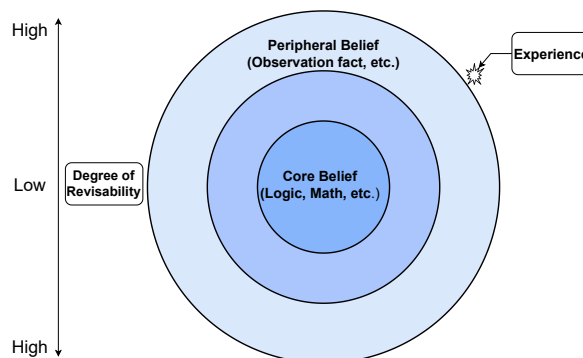 High
Peripheral Belief
(Observation fact, etc.)
Experience
Core Belief
(Logic, Math, etc.)
Low
Degree of
Revisability
High